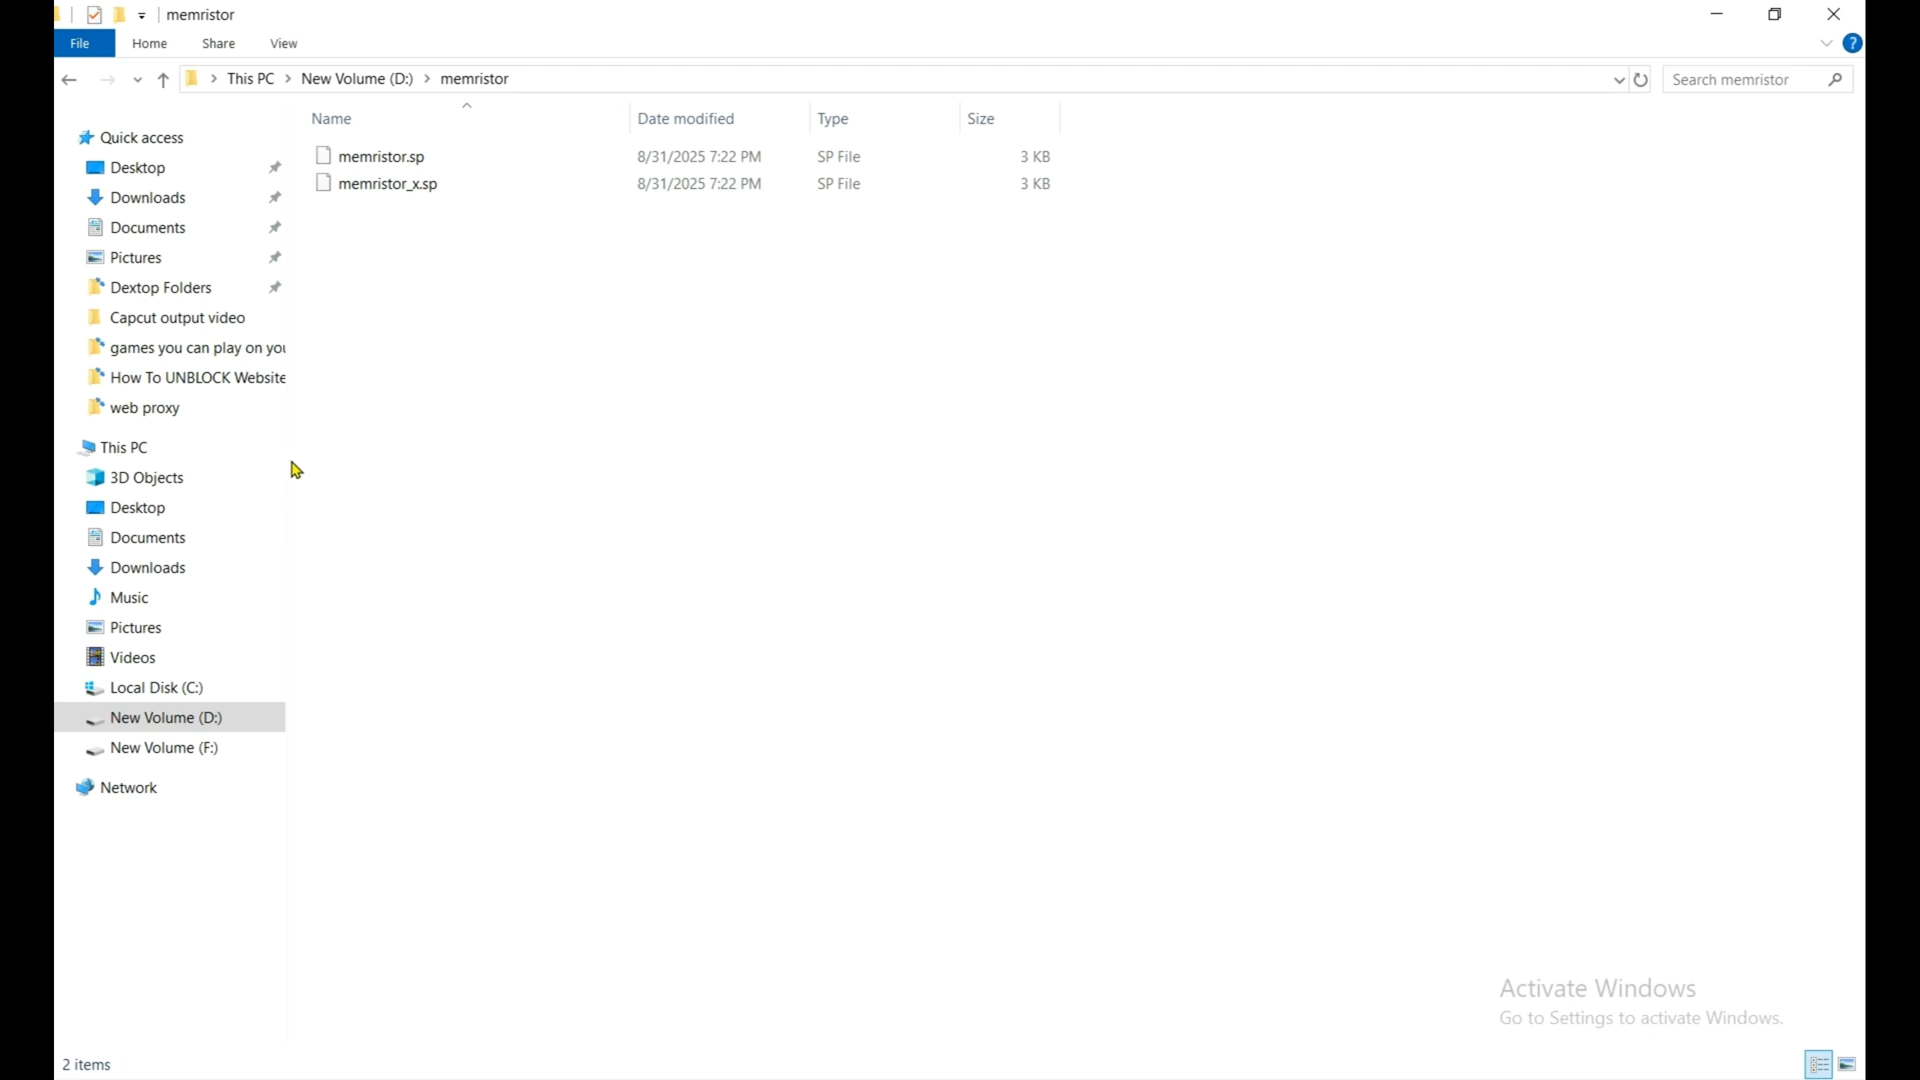 memristor
File Home Share View
This PC New Volume (D:) memristor
Search memristor
Name Date modified Type Size
memristor.sp 8/31/2025 7:22 PM SP File 3 KB
memristor_x.sp 8/31/2025 7:22 PM SP File 3 KB
Quick access
Desktop
Downloads
Documents
Pictures
Dextop Folders
Capcut output video
games you can play on you
How To UNBLOCK Website
web proxy
This PC
3D Objects
Desktop
Documents
Downloads
Music
Pictures
Videos
Local Disk (C:)
New Volume (D:)
New Volume (F:)
Network
Activate Windows
Go to Settings to activate Windows.
2 items